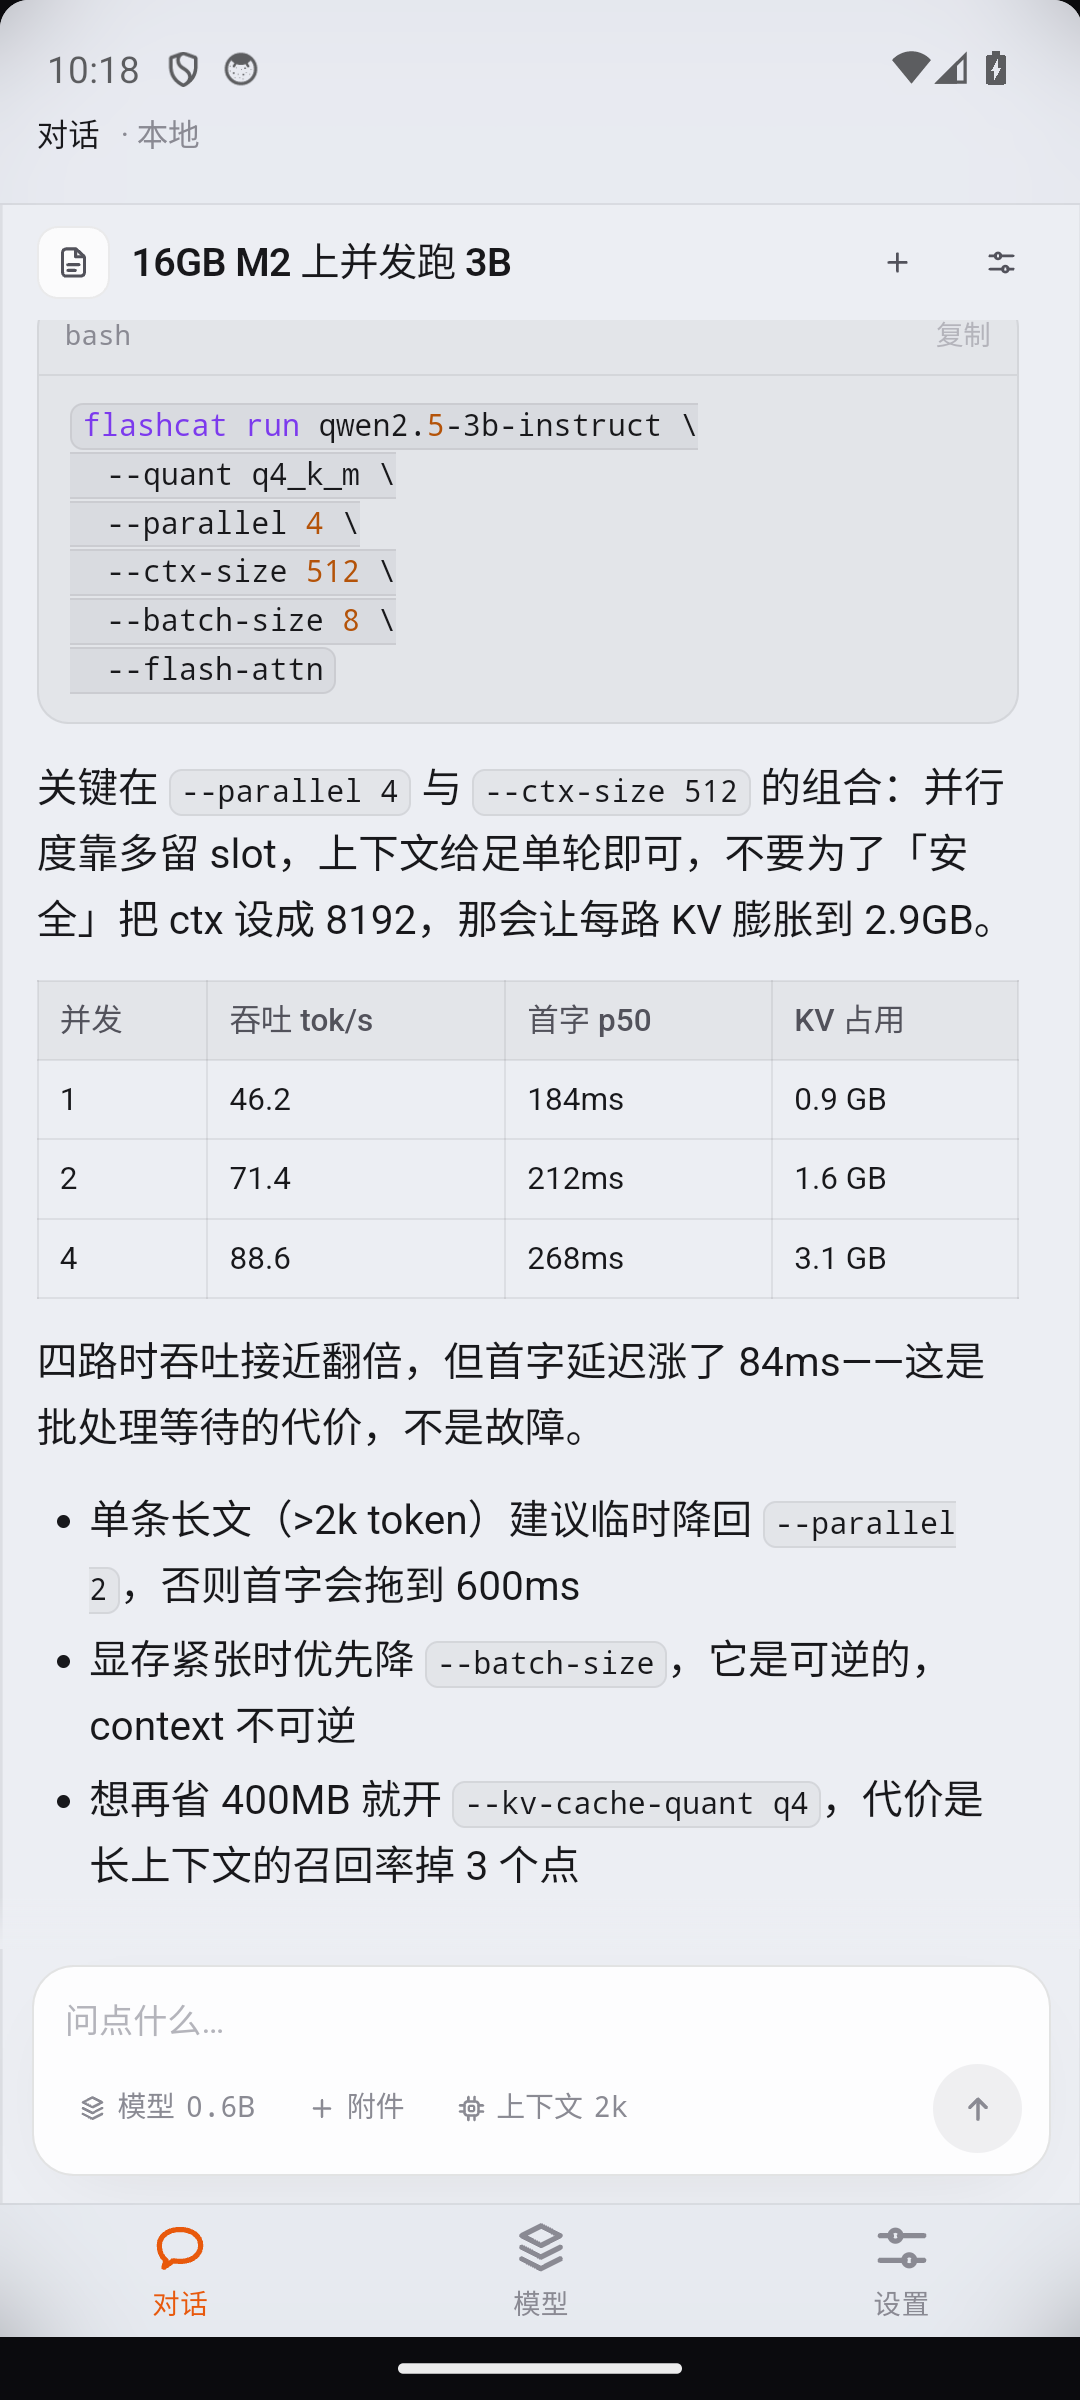 10:18
对话 · 本地
16GB M2 上并发跑 3B
bash 复制
flashcat run qwen2.5-3b-instruct \
--quant q4_k_m \
--parallel 4 \
--ctx-size 512 \
--batch-size 8 \
--flash-attn
关键在 --parallel 4 与 --ctx-size 512 的组合：并行
度靠多留 slot，上下文给足单轮即可，不要为了「安
全」把 ctx 设成 8192，那会让每路 KV 膨胀到 2.9GB。
并发 吞吐 tok/s 首字 p50 KV 占用
1 46.2 184ms 0.9 GB
2 71.4 212ms 1.6 GB
4 88.6 268ms 3.1 GB
四路时吞吐接近翻倍，但首字延迟涨了 84ms——这是
批处理等待的代价，不是故障。
• 单条长文（>2k token）建议临时降回 --parallel
2，否则首字会拖到 600ms
• 显存紧张时优先降 --batch-size，它是可逆的，
context 不可逆
• 想再省 400MB 就开 --kv-cache-quant q4，代价是
长上下文的召回率掉 3 个点
问点什么…
模型 0.6B + 附件 上下文 2k
对话 模型 设置